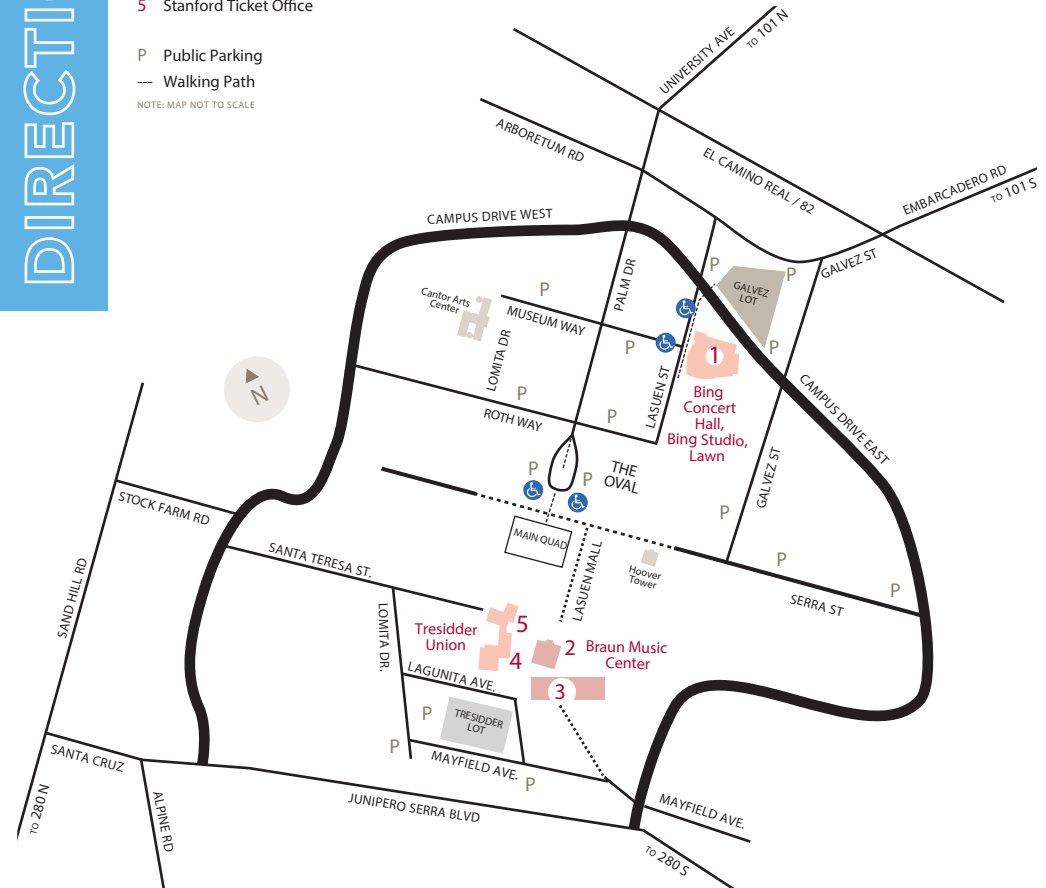 DIRECTI
5 Stanford Ticket Office
P Public Parking
--- Walking Path
NOTE: MAP NOT TO SCALE
UNIVERSITY AVE
TO 101 N
ARBORETUM RD
EL CAMINO REAL / 82
EMBARCADERO RD
TO 101 S
CAMPUS DRIVE WEST
PALM DR
GALVEZ ST
P
P
GALVEZ
LOT
P
Cantor Arts
Center
MUSEUM WAY
LOMITA DR
P
P
1
LASUEN ST
Bing
Concert
Hall,
Bing Studio,
Lawn
CAMPUS DRIVE EAST
N
P
P
ROTH WAY
THE
OVAL
P
P
GALVEZ ST
P
STOCK FARM RD
MAIN QUAD
SANTA TERESA ST.
LASUEN MALL
Hoover
Tower
P
P
SERRA ST
SAND HILL RD
LOMITA DR.
Tresidder
Union
5
4
2
Braun Music
Center
3
LAGUNITA AVE.
P
TRESIDDER
LOT
P
MAYFIELD AVE.
P
SANTA CRUZ
TO 280 N
ALPINE RD
JUNIPERO SERRA BLVD
MAYFIELD AVE.
TO 280 S